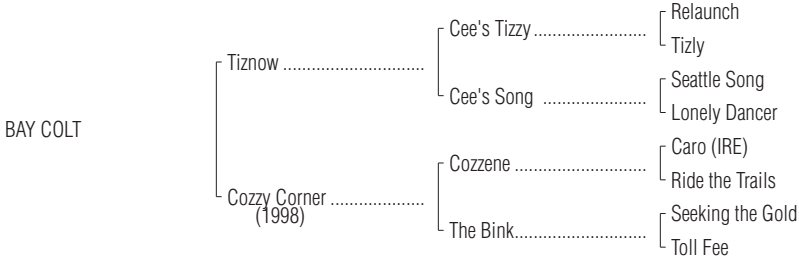 Relaunch
Cee's Tizzy
Tizly
Tiznow
Seattle Song
Cee's Song
Lonely Dancer
BAY COLT
Caro (IRE)
Cozzene
Ride the Trails
Cozzy Corner
(1998)
Seeking the Gold
The Bink
Toll Fee